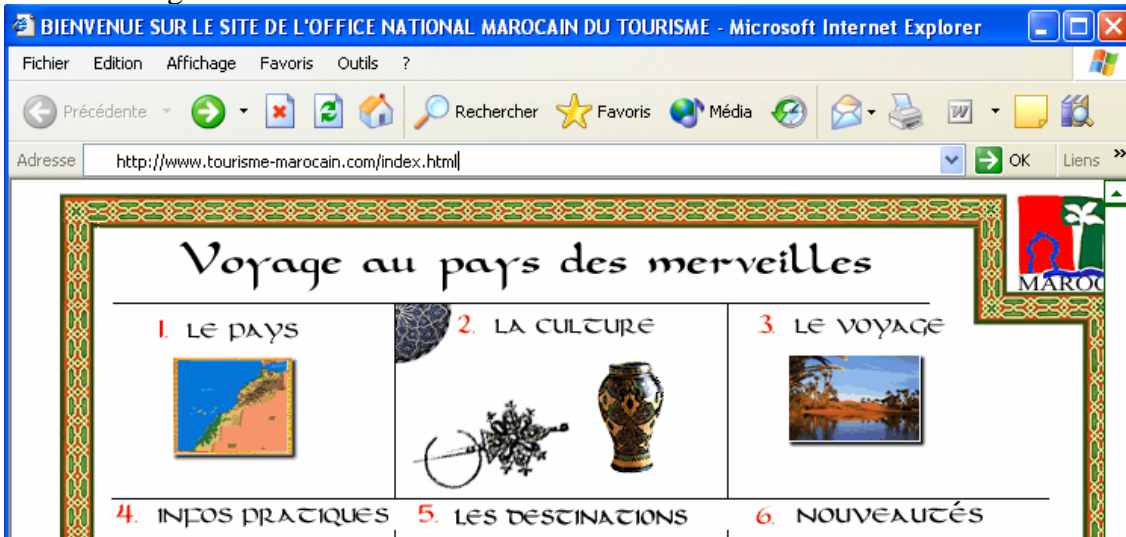 BIENVENUE SUR LE SITE DE L'OFFICE NATIONAL MAROCAIN DU TOURISME - Microsoft Internet Explorer
Fichier Edition Affichage Favoris Outils ?
Précédente Rechercher Favoris Média
Adresse http://www.tourisme-marocain.com/index.html OK Liens »
Voyage au pays des merveilles
MAROC
1. LE PAYS 2. LA CULTURE 3. LE VOYAGE
4. INFOS PRATIQUES 5. LES DESTINATIONS 6. NOUVEAUTÉS